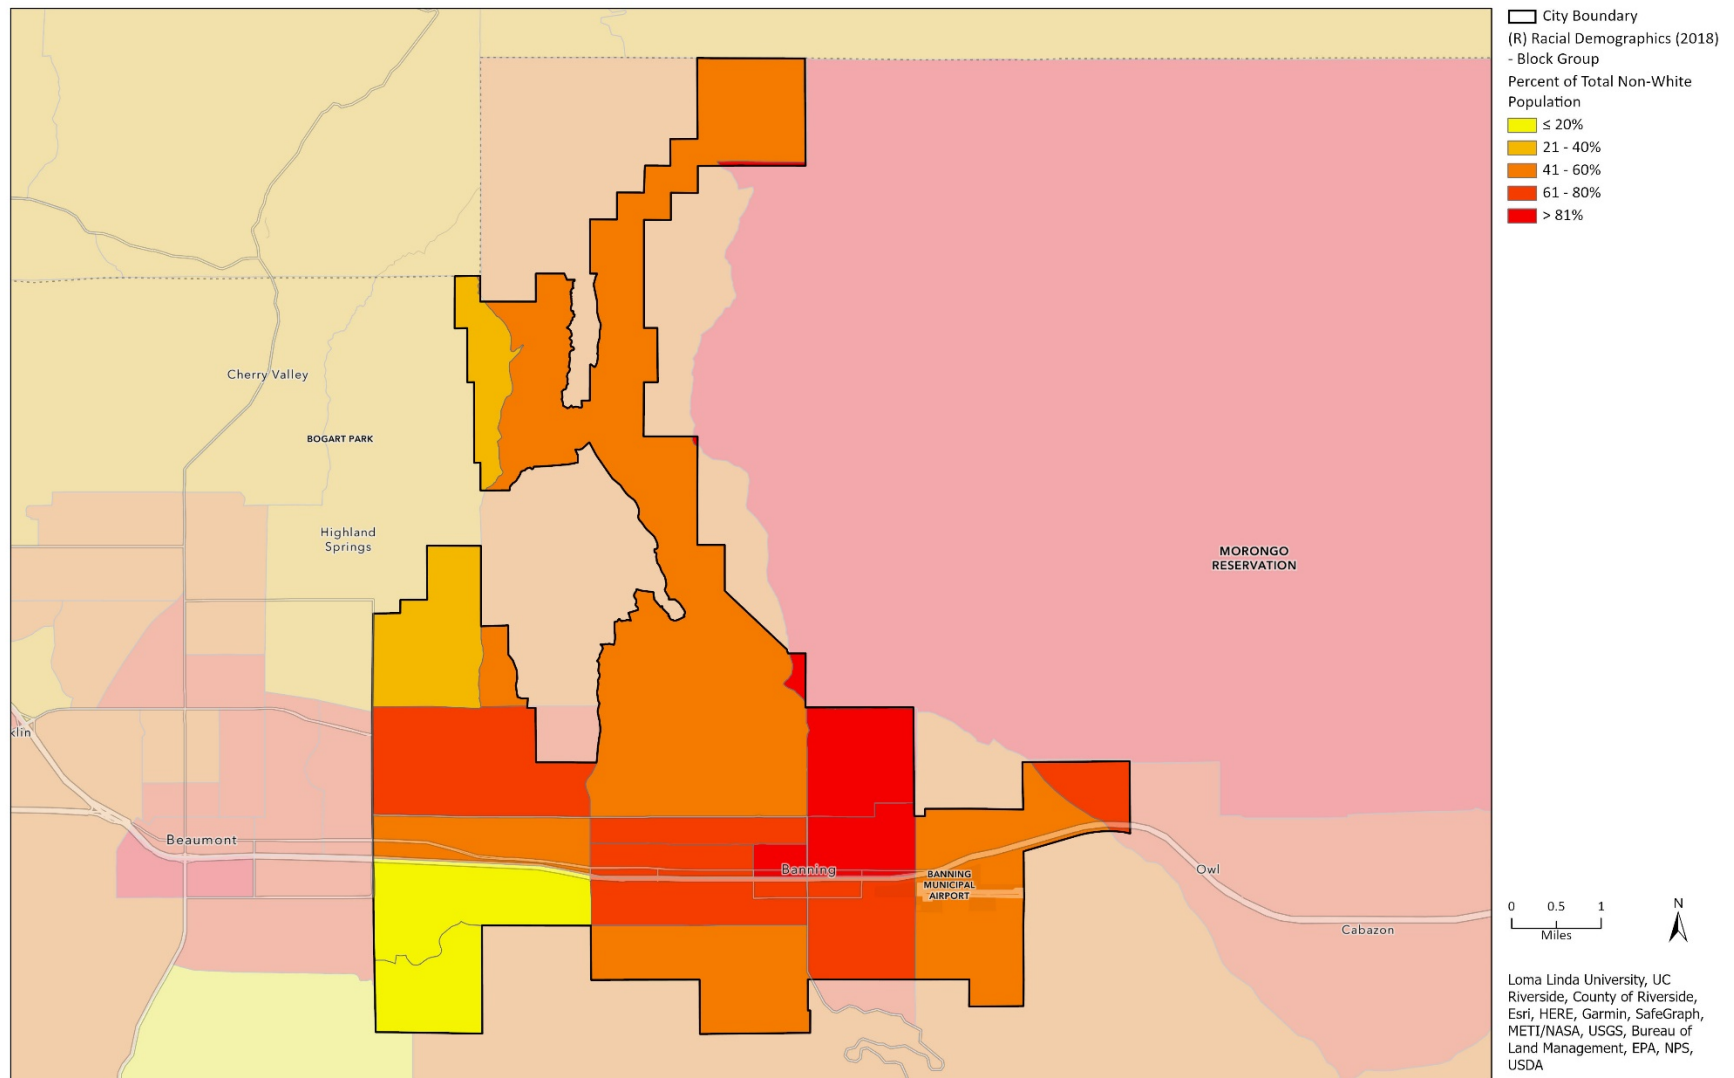 City Boundary
(R) Racial Demographics (2018)
- Block Group
Percent of Total Non-White
Population
≤ 20%
21 - 40%
41 - 60%
61 - 80%
> 81%
Cherry Valley
BOGART PARK
Highland
Springs
MORONGO
RESERVATION
klin
Beaumont
Banning
BANNING
MUNICIPAL
AIRPORT
Owl
Cabazon
0 0.5 1
Miles
N
Loma Linda University, UC
Riverside, County of Riverside,
Esri, HERE, Garmin, SafeGraph,
METI/NASA, USGS, Bureau of
Land Management, EPA, NPS,
USDA